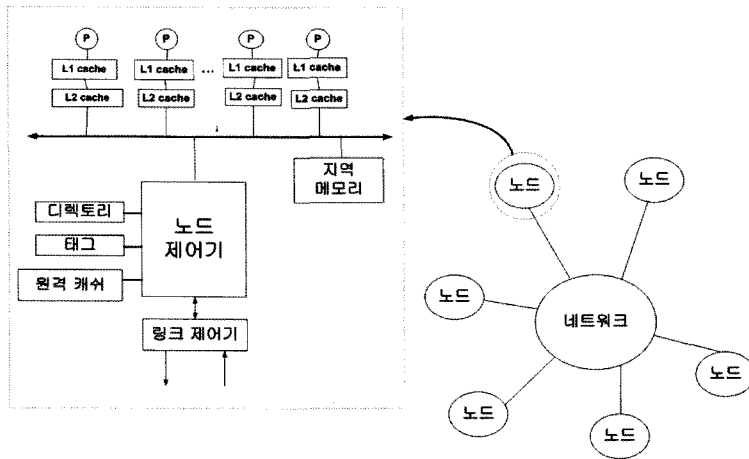 P P P P
L1 cache L1 cache ... L1 cache L1 cache
L2 cache L2 cache L2 cache L2 cache
지역
메모리
노드
제어기
디렉토리
태그
원격 캐쉬
링크 제어기
노드
노드
노드
네트워크
노드
노드
노드